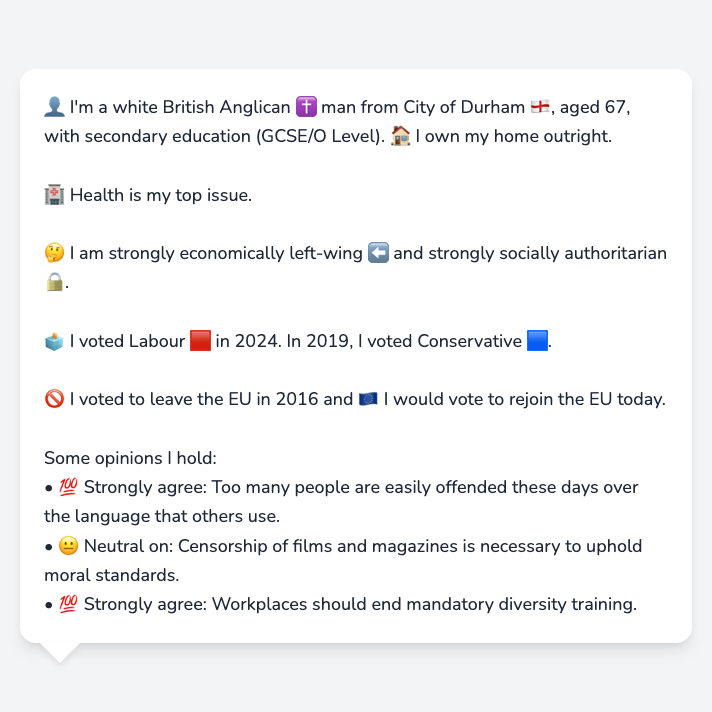 👤 I'm a white British Anglican ✝️ man from City of Durham 🏴󠁧󠁢󠁥󠁮󠁧󠁿, aged 67,
with secondary education (GCSE/O Level). 🏠 I own my home outright.
🏥 Health is my top issue.
🤔 I am strongly economically left-wing ⬅️ and strongly socially authoritarian
🔒.
🗳️ I voted Labour 🟥 in 2024. In 2019, I voted Conservative 🟦.
🚫 I voted to leave the EU in 2016 and 🇪🇺 I would vote to rejoin the EU today.
Some opinions I hold:
• 💯 Strongly agree: Too many people are easily offended these days over
the language that others use.
• 😐 Neutral on: Censorship of films and magazines is necessary to uphold
moral standards.
• 💯 Strongly agree: Workplaces should end mandatory diversity training.